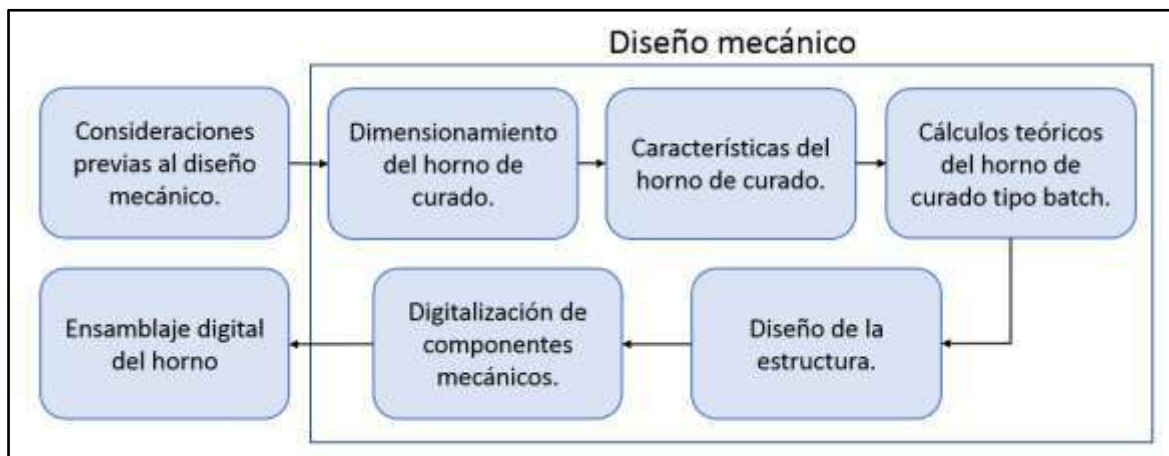 Diseño mecánico
Consideraciones
previas al diseño
mecánico.
Dimensionamiento
del horno de
curado.
Características del
horno de curado.
Cálculos teóricos
del horno de
curado tipo batch.
Ensamblaje digital
del horno
Digitalización de
componentes
mecánicos.
Diseño de la
estructura.